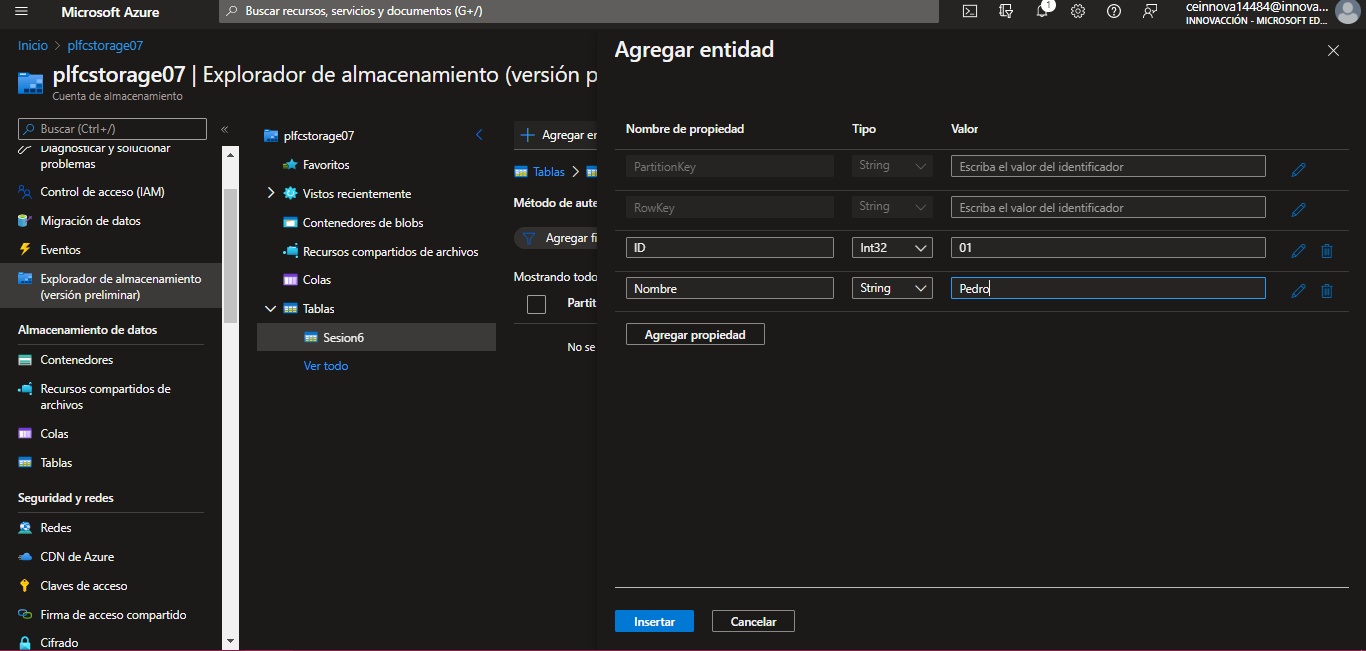 Microsoft Azure
Buscar recursos, servicios y documentos (G+/)
1
ceinnova14484@innova...
INNOVACCIÓN - MICROSOFT ED...
Inicio > plfcstorage07
plfcstorage07 | Explorador de almacenamiento (versión p
Cuenta de almacenamiento
Buscar (Ctrl+/)
«
Diagnosticar y solucionar
problemas
Control de acceso (IAM)
Migración de datos
Eventos
Explorador de almacenamiento
(versión preliminar)
Almacenamiento de datos
Contenedores
Recursos compartidos de
archivos
Colas
Tablas
Seguridad y redes
Redes
CDN de Azure
Claves de acceso
Firma de acceso compartido
Cifrado
plfcstorage07
Favoritos
Vistos recientemente
Contenedores de blobs
Recursos compartidos de archivos
Colas
Tablas
Sesion6
Ver todo
Agregar en
Tablas >
Método de aute
Agregar fi
Mostrando todo
Partit
No se
Agregar entidad
Nombre de propiedad Tipo Valor
PartitionKey String Escriba el valor del identificador
RowKey String Escriba el valor del identificador
ID Int32 01
Nombre String Pedro
Agregar propiedad
Insertar Cancelar